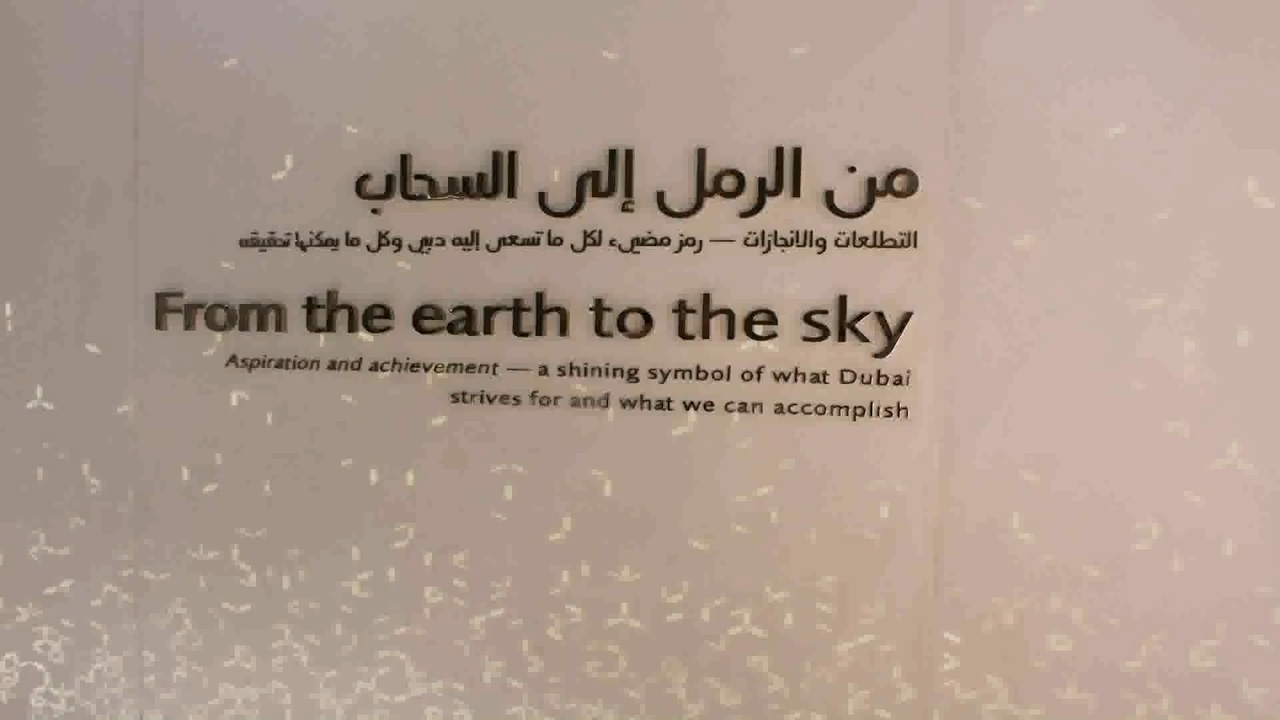 من الرمل إلى السحاب
التطلعات والانجازات — رمز مضيء لكل ما تسعى إليه دبي وكل ما يمكنها تحقيقه
From the earth to the sky
Aspiration and achievement — a shining symbol of what Dubai
strives for and what we can accomplish